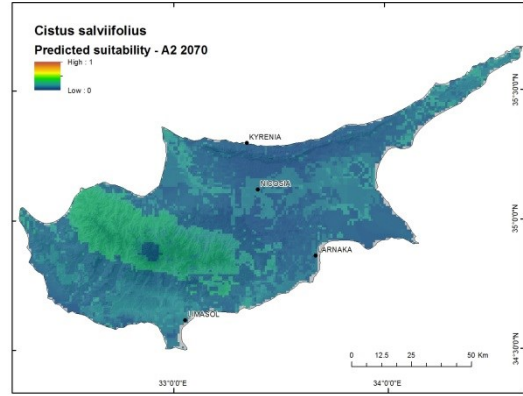 Cistus salviifolius
Predicted suitability - A2 2070
High : 1
Low : 0
KYRENIA
NICOSIA
ARNAKA
LIMASOL
35°30'0"N
35°0'0"N
34°30'0"N
0 12.5 25 50 Km
33°0'0"E
34°0'0"E